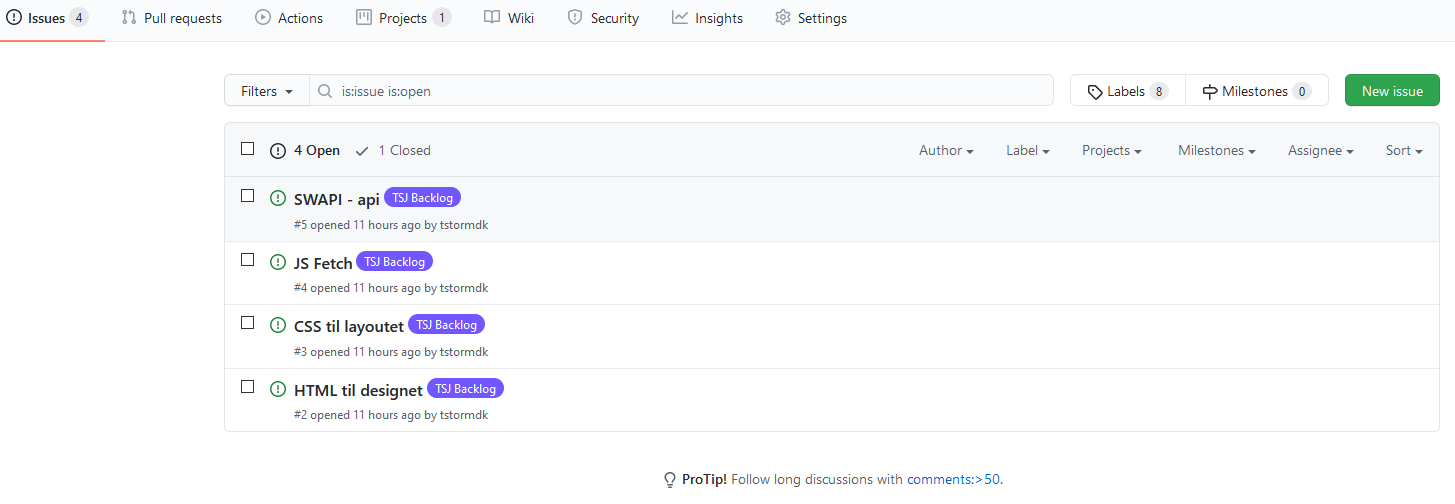 Issues 4 Pull requests Actions Projects 1 Wiki Security Insights Settings
Filters is:issue is:open Labels 8 Milestones 0 New issue
4 Open 1 Closed Author Label Projects Milestones Assignee Sort
SWAPI - api TSJ Backlog
#5 opened 11 hours ago by tstormdk
JS Fetch TSJ Backlog
#4 opened 11 hours ago by tstormdk
CSS til layoutet TSJ Backlog
#3 opened 11 hours ago by tstormdk
HTML til designet TSJ Backlog
#2 opened 11 hours ago by tstormdk
ProTip! Follow long discussions with comments:>50.